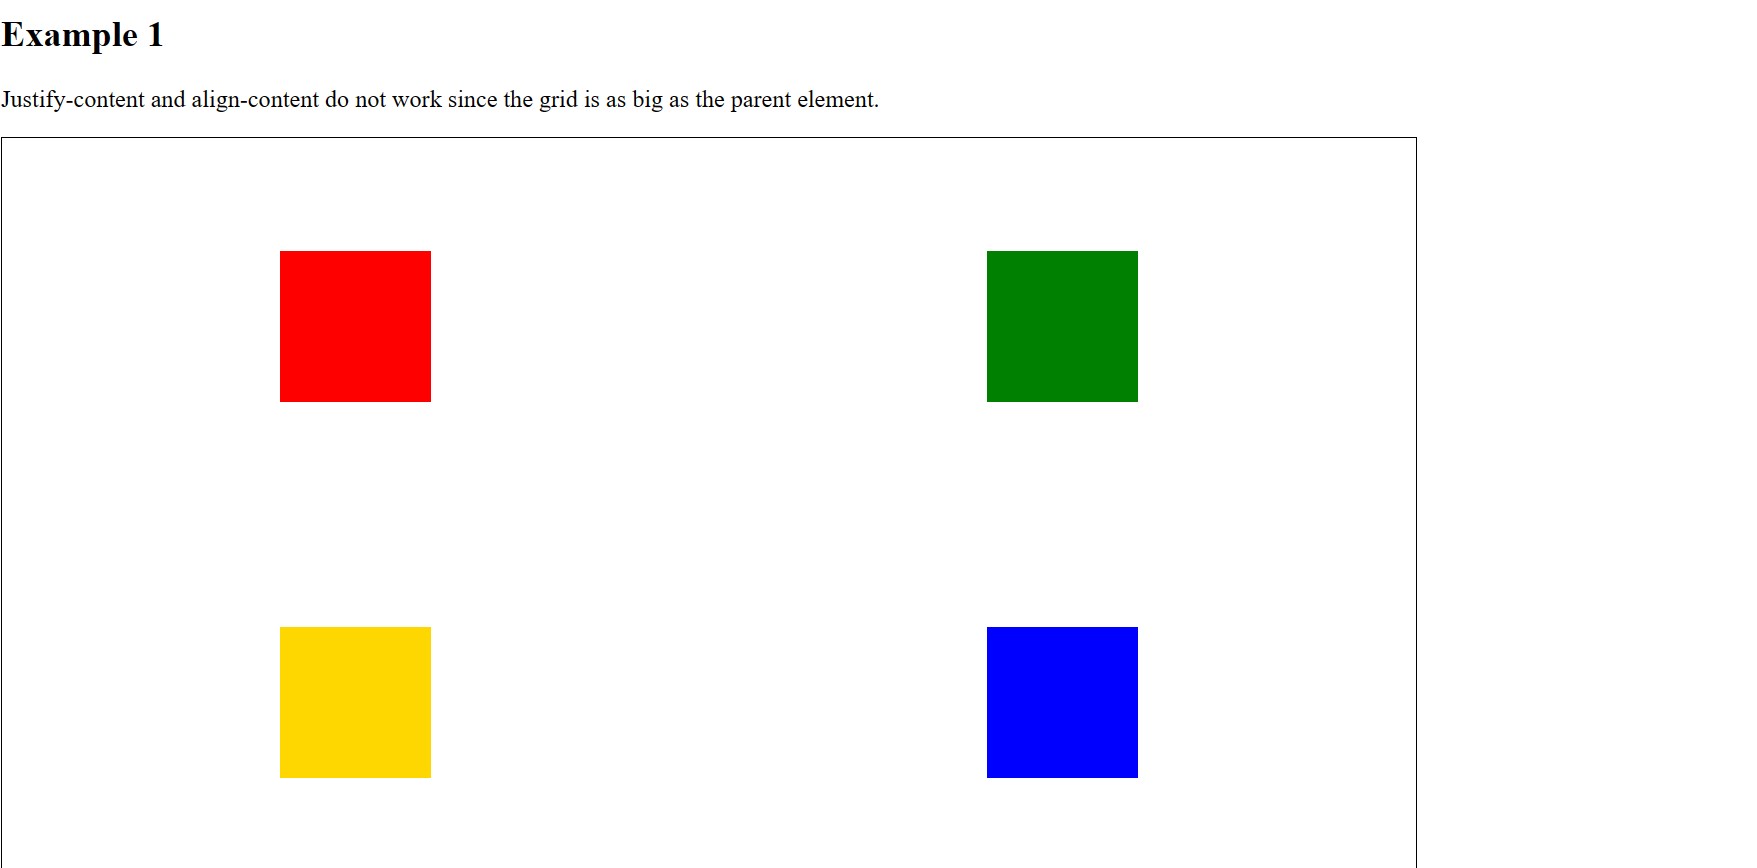 Example 1
Justify-content and align-content do not work since the grid is as big as the parent element.